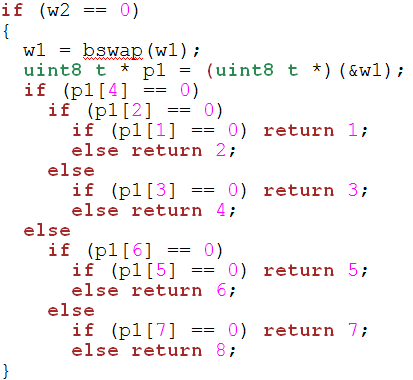 if (w2 == 0)
{
  w1 = bswap(w1);
  uint8 t * p1 = (uint8 t *)(&w1);
  if (p1[4] == 0)
    if (p1[2] == 0)
      if (p1[1] == 0) return 1;
      else return 2;
    else
      if (p1[3] == 0) return 3;
      else return 4;
  else
    if (p1[6] == 0)
      if (p1[5] == 0) return 5;
      else return 6;
    else
      if (p1[7] == 0) return 7;
      else return 8;
}